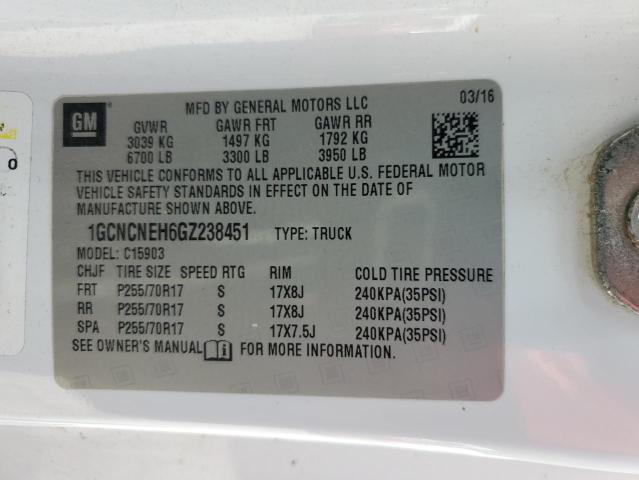 GM
MFD BY GENERAL MOTORS LLC
03/16
GVWR GAWR FRT GAWR RR
3039 KG 1497 KG 1792 KG
6700 LB 3300 LB 3950 LB
THIS VEHICLE CONFORMS TO ALL APPLICABLE U.S. FEDERAL MOTOR
VEHICLE SAFETY STANDARDS IN EFFECT ON THE DATE OF
MANUFACTURE SHOWN ABOVE.
1GCNCNEH6GZ238451 TYPE: TRUCK
MODEL: C15903
CHJF TIRE SIZE SPEED RTG RIM COLD TIRE PRESSURE
FRT P255/70R17 S 17X8J 240KPA(35PSI)
RR P255/70R17 S 17X8J 240KPA(35PSI)
SPA P255/70R17 S 17X7.5J 240KPA(35PSI)
SEE OWNER'S MANUAL FOR MORE INFORMATION.
0